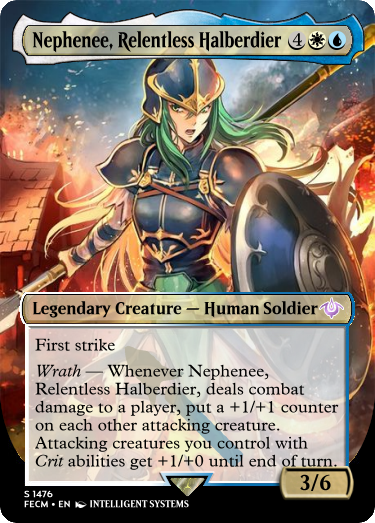 Nephenee, Relentless Halberdier 4
Legendary Creature — Human Soldier
First strike
Wrath — Whenever Nephenee,
Relentless Halberdier, deals combat
damage to a player, put a +1/+1 counter
on each other attacking creature.
Attacking creatures you control with
Crit abilities get +1/+0 until end of turn.
3/6
S 1476
FECM • EN INTELLIGENT SYSTEMS